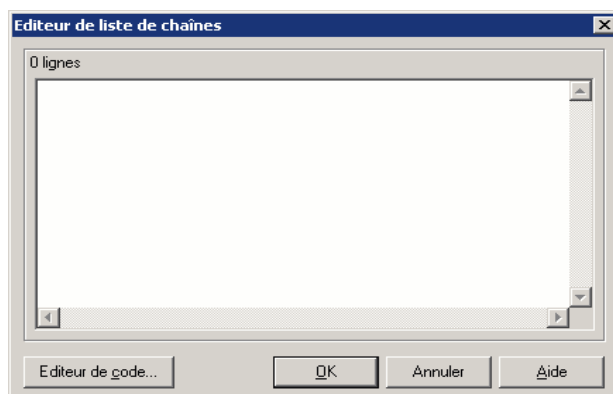 Editeur de liste de chaînes
0 lignes
Editeur de code... OK Annuler Aide